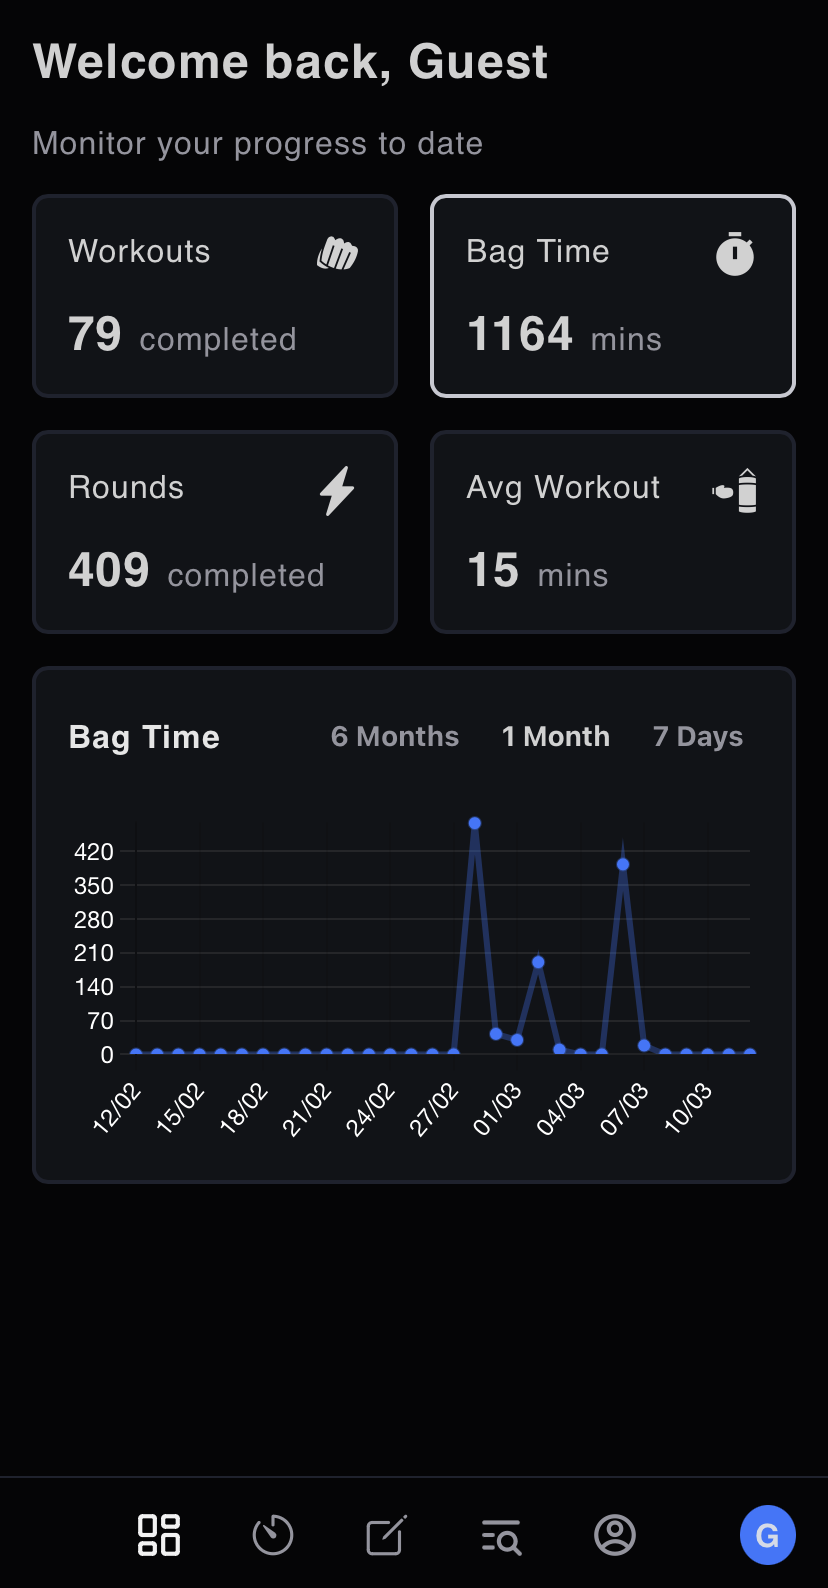 Welcome back, Guest
Monitor your progress to date
Workouts
79 completed
Bag Time
1164 mins
Rounds
409 completed
Avg Workout
15 mins
Bag Time 6 Months 1 Month 7 Days
420
350
280
210
140
70
0
12/02 15/02 18/02 21/02 24/02 27/02 01/03 04/03 07/03 10/03
G